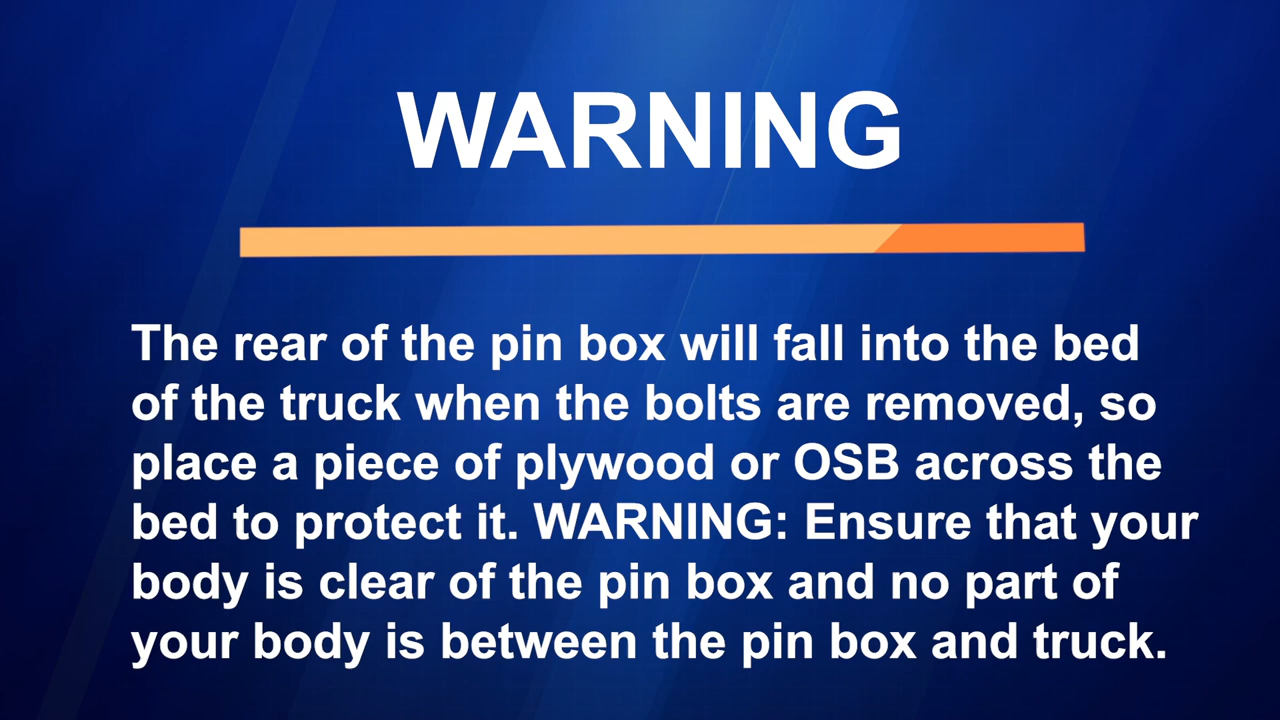 WARNING
The rear of the pin box will fall into the bed
of the truck when the bolts are removed, so
place a piece of plywood or OSB across the
bed to protect it. WARNING: Ensure that your
body is clear of the pin box and no part of
your body is between the pin box and truck.